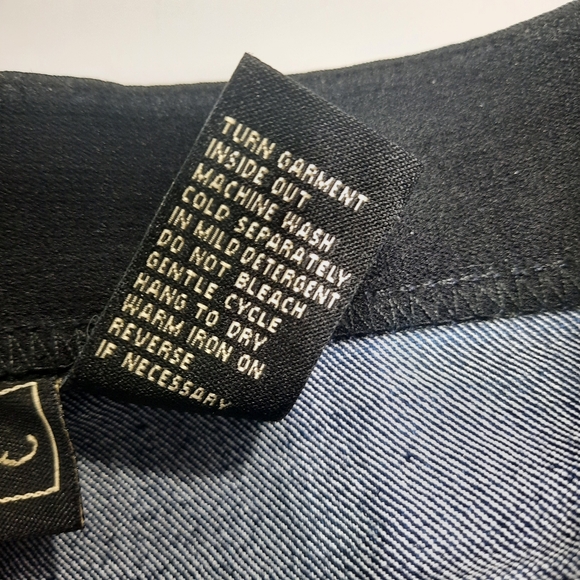 TURN GARMENT
INSIDE OUT
MACHINE WASH
COLD SEPARATELY
IN MILD DETERGENT
DO NOT BLEACH
GENTLE CYCLE
HANG TO DRY
WARM IRON ON
REVERSE
IF NECESSARY